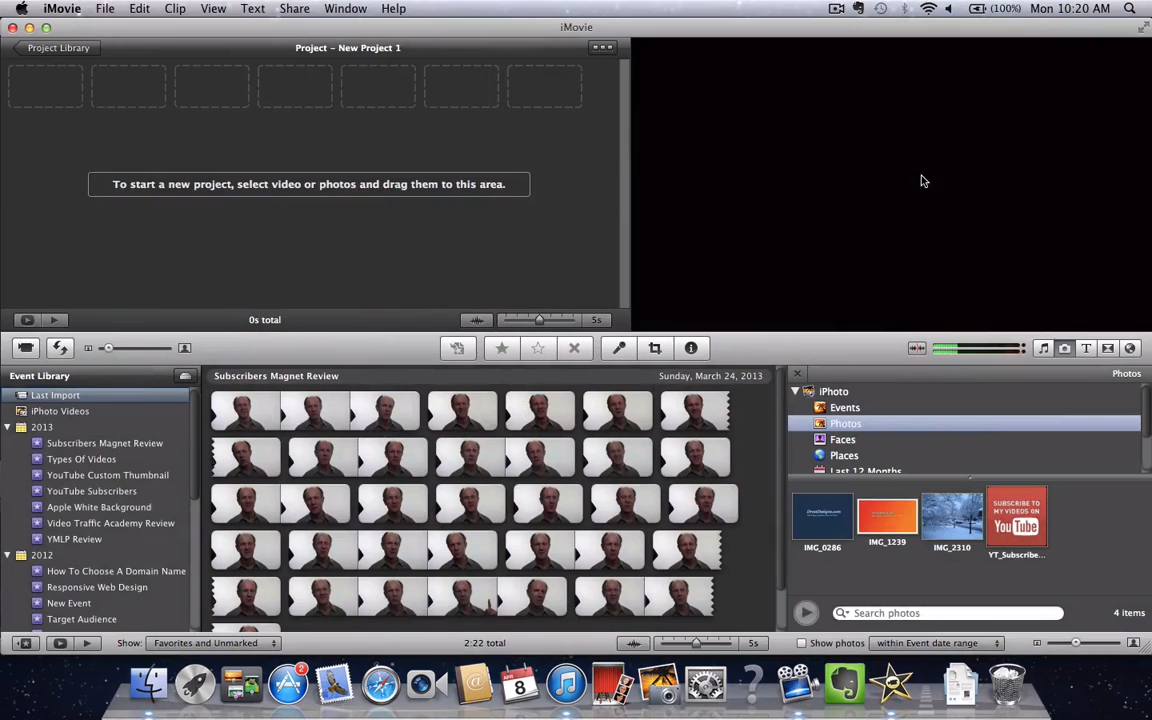 iMovie File Edit View Clip Text Share Window Help (100%) Mon 10:20 AM
iMovie
Project Library Project – New Project 1
To start a new project, select video or photos and drag them to this area.
0s total 5s
Event Library
Last Import
iPhoto Videos
2013
Subscribers Magnet Review
Types Of Videos
YouTube Custom Thumbnail
YouTube Subscribers
Apple White Background
Video Traffic Academy Review
YMLP Review
2012
How To Choose A Domain Name
Responsive Web Design
New Event
Target Audience
Subscribers Magnet Review Sunday, March 24, 2013
Photos
iPhoto
Events
Photos
Faces
Places
Last 12 Months
SUBSCRIBE
TO
MY VIDEOS ON
YouTube
IMG_0286 IMG_1239 IMG_2310 YT_Subscribe...
Search photos 4 items
Show: Favorites and Unmarked 2:22 total 5s Show photos within Event date range
2
APR
8